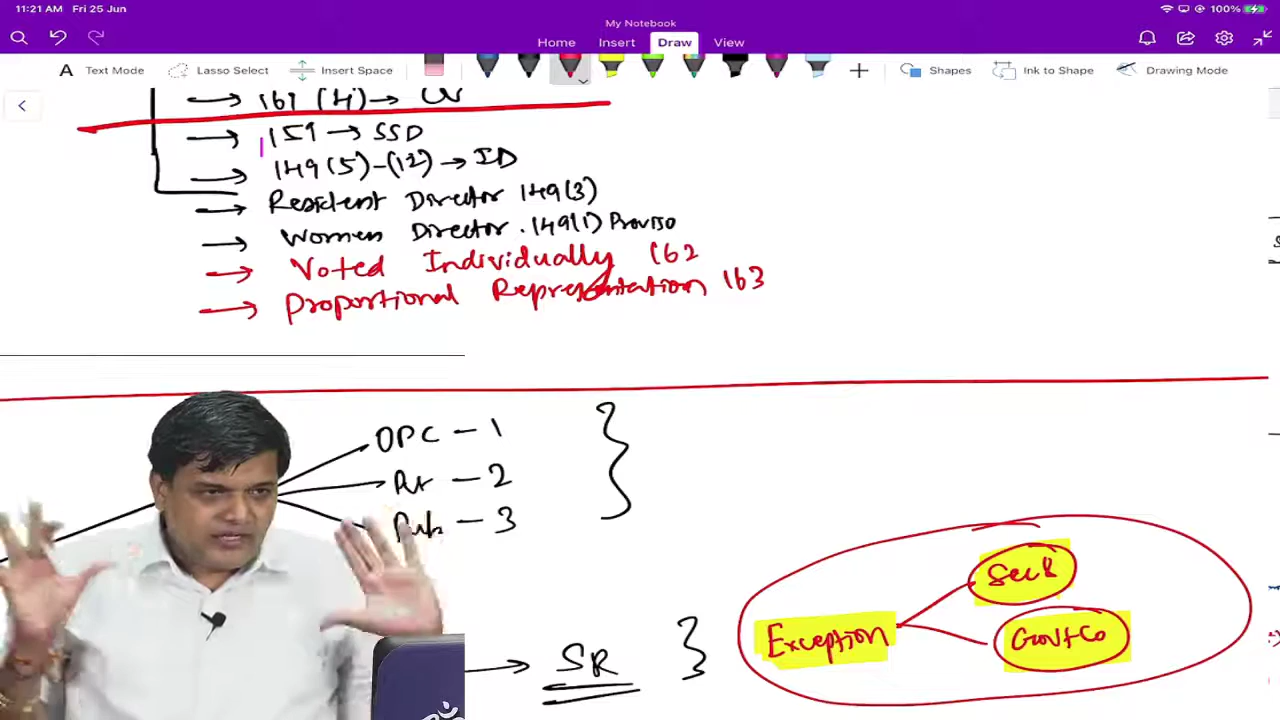 11:21 AM Fri 25 Jun
100%
My Notebook
Home Insert Draw View
A Text Mode Lasso Select Insert Space Shapes Ink to Shape Drawing Mode
→ 161 (4) →
→ 159 → SSD
→ 149(5)-(12) → ID
→ Resident Director 149(3)
→ Women Director . 149(1) Proviso
→ Voted Individually 162
→ Proportional Representation 163
OPC - 1
Pvt - 2
Pub - 3
→ SR
Exception
Sec 8
Govt Co